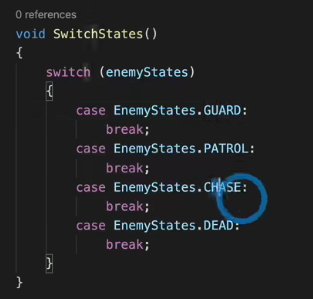 0 references
void SwitchStates()
{
    switch (enemyStates)
    {
        case EnemyStates.GUARD:
            break;
        case EnemyStates.PATROL:
            break;
        case EnemyStates.CHASE:
            break;
        case EnemyStates.DEAD:
            break;
    }
}